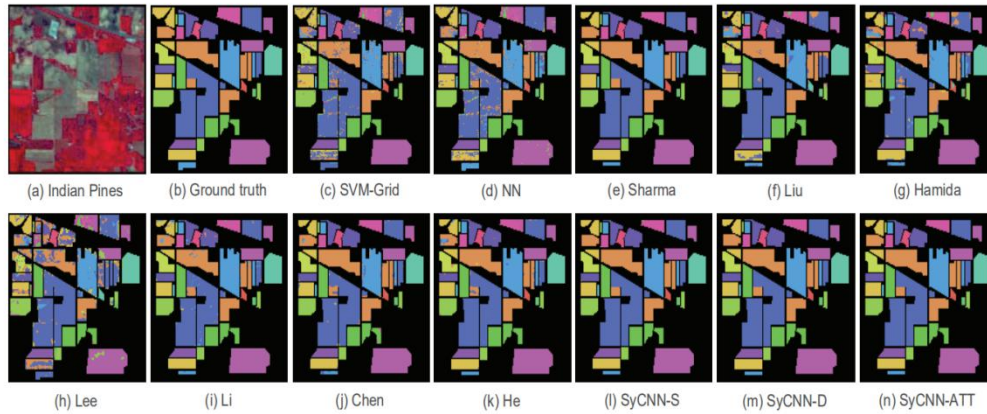 (a) Indian Pines (b) Ground truth (c) SVM-Grid (d) NN (e) Sharma (f) Liu (g) Hamida
(h) Lee (i) Li (j) Chen (k) He (l) SyCNN-S (m) SyCNN-D (n) SyCNN-ATT